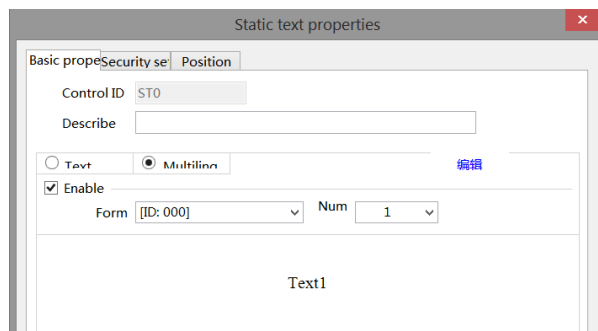 Static text properties
Basic prope Security se Position
Control ID ST0
Describe
Text Multiling 编辑
Enable
Form [ID: 000] Num 1
Text1